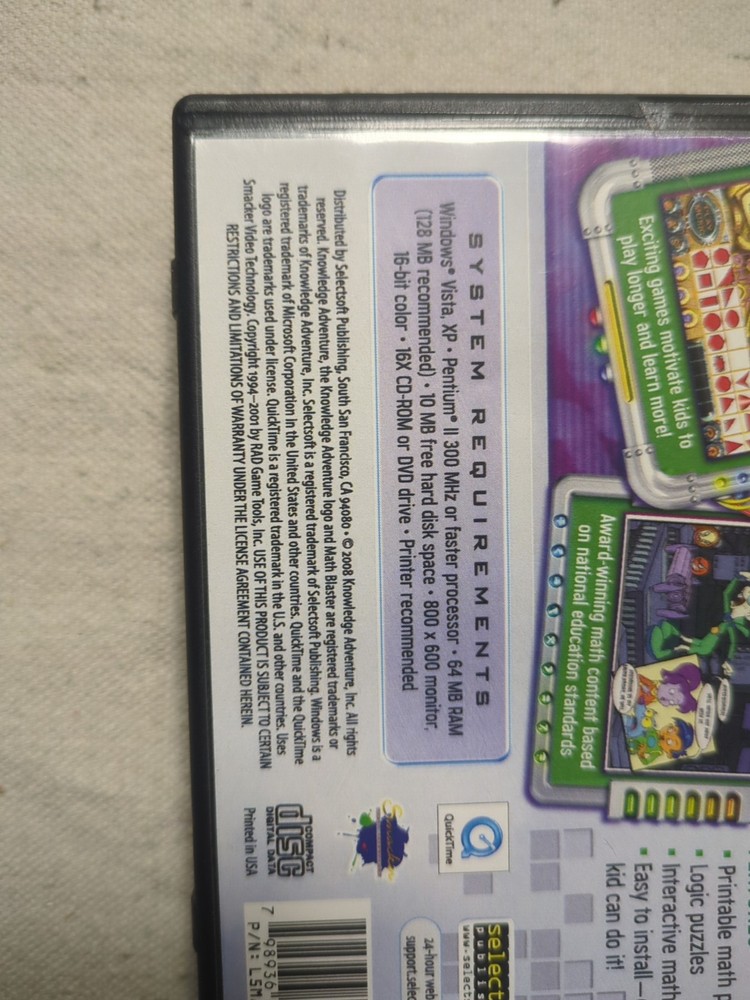 Exciting games motivate kids to
play longer and learn more!
Award-winning math content based
on national education standards
Printable math
Logic puzzles
Interactive math
Easy to install—
kid can do it!
SYSTEM REQUIREMENTS
Windows® Vista, XP • Pentium® II 300 MHz or faster processor • 64 MB RAM
(128 MB recommended) • 10 MB free hard disk space • 800 x 600 monitor,
16-bit color • 16X CD-ROM or DVD drive • Printer recommended
Distributed by Selectsoft Publishing, South San Francisco, CA 94080 • © 2008 Knowledge Adventure, Inc. All rights
reserved. Knowledge Adventure, the Knowledge Adventure logo and Math Blaster are registered trademarks or
trademarks of Knowledge Adventure, Inc. Selectsoft is a registered trademark of Selectsoft Publishing. Windows is a
registered trademark of Microsoft Corporation in the United States and other countries. QuickTime and the QuickTime
logo are trademarks used under license. QuickTime is a registered trademark in the U.S. and other countries. Uses
Smacker Video Technology. Copyright 1994–2001 by RAD Game Tools, Inc. USE OF THIS PRODUCT IS SUBJECT TO CERTAIN
RESTRICTIONS AND LIMITATIONS OF WARRANTY UNDER THE LICENSE AGREEMENT CONTAINED HEREIN.
QuickTime
Smacker
COMPACT
disc
DIGITAL DATA
Printed in USA
select
publis
www.select
24-hour web
support.selec
7 98936
P/N: LSM